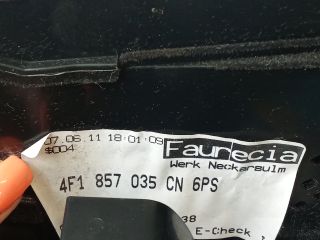 07.06.11 18:01:09
$004
Faurecia
Werk Neckarsulm
4F1 857 035 CN 6PS
38
E-Check